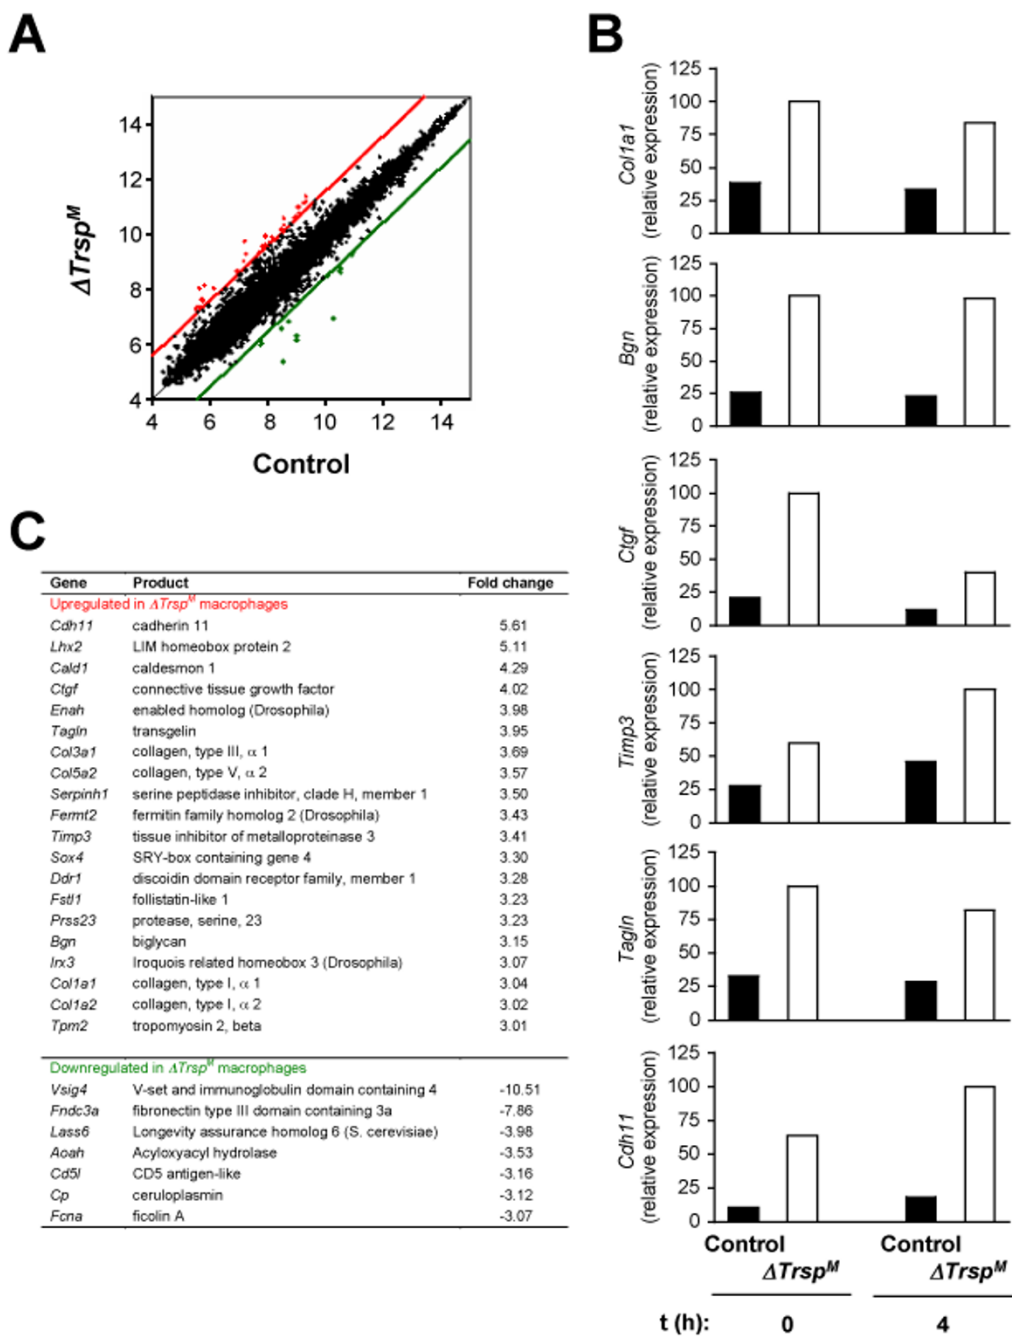 A
ΔTrspM
14
12
10
8
6
4
4 6 8 10 12 14
Control
B
Col1a1
(relative expression)
125
100
75
50
25
0
Bgn
(relative expression)
125
100
75
50
25
0
Ctgf
(relative expression)
125
100
75
50
25
0
Timp3
(relative expression)
125
100
75
50
25
0
Tagln
(relative expression)
125
100
75
50
25
0
Cdh11
(relative expression)
125
100
75
50
25
0
Control Control
ΔTrspM ΔTrspM
t (h): 0 4
C
Gene Product Fold change
Upregulated in ΔTrspM macrophages
Cdh11 cadherin 11 5.61
Lhx2 LIM homeobox protein 2 5.11
Cald1 caldesmon 1 4.29
Ctgf connective tissue growth factor 4.02
Enah enabled homolog (Drosophila) 3.98
Tagln transgelin 3.95
Col3a1 collagen, type III, α 1 3.69
Col5a2 collagen, type V, α 2 3.57
Serpinh1 serine peptidase inhibitor, clade H, member 1 3.50
Fermt2 fermitin family homolog 2 (Drosophila) 3.43
Timp3 tissue inhibitor of metalloproteinase 3 3.41
Sox4 SRY-box containing gene 4 3.30
Ddr1 discoidin domain receptor family, member 1 3.28
Fstl1 follistatin-like 1 3.23
Prss23 protease, serine, 23 3.23
Bgn biglycan 3.15
Irx3 Iroquois related homeobox 3 (Drosophila) 3.07
Col1a1 collagen, type I, α 1 3.04
Col1a2 collagen, type I, α 2 3.02
Tpm2 tropomyosin 2, beta 3.01
Downregulated in ΔTrspM macrophages
Vsig4 V-set and immunoglobulin domain containing 4 -10.51
Fndc3a fibronectin type III domain containing 3a -7.86
Lass6 Longevity assurance homolog 6 (S. cerevisiae) -3.98
Aoah Acyloxyacyl hydrolase -3.53
Cd5l CD5 antigen-like -3.16
Cp ceruloplasmin -3.12
Fcna ficolin A -3.07